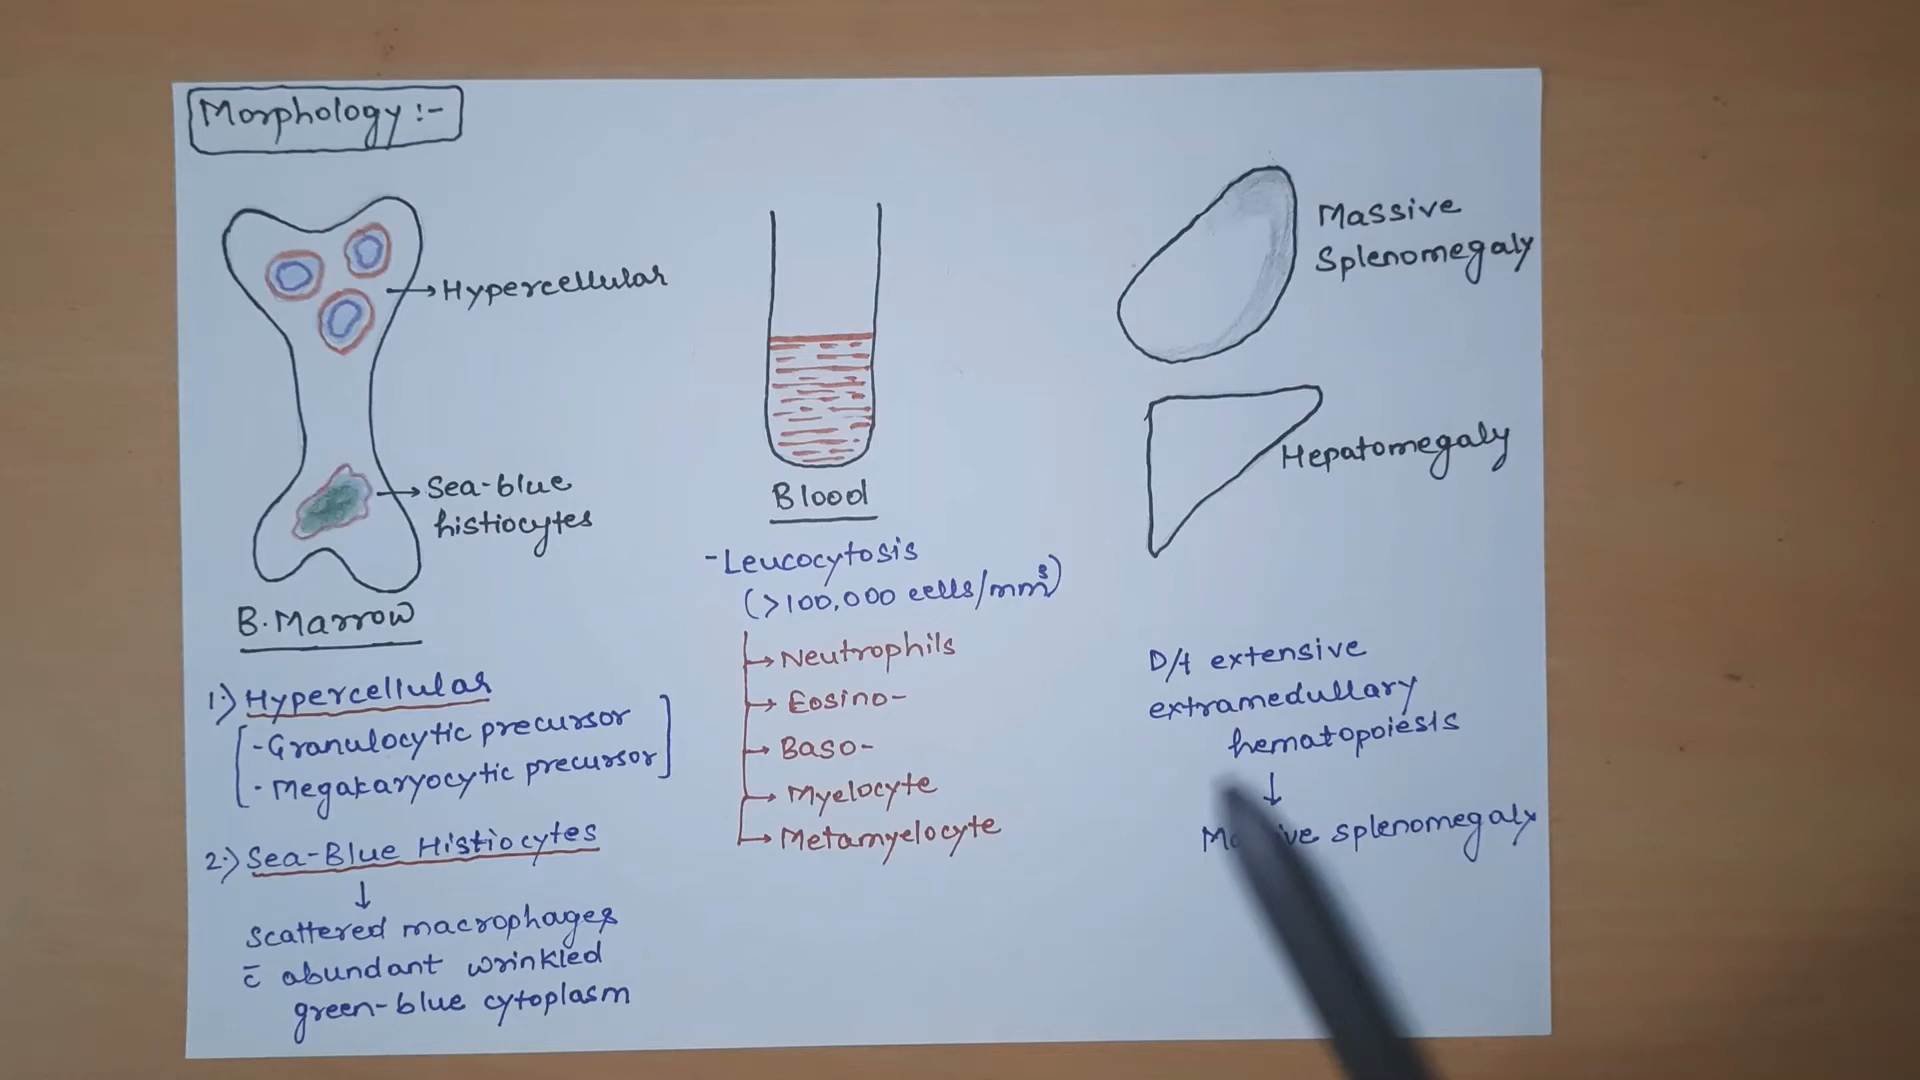 Morphology :-
Hypercellular
Sea-blue
histiocytes
B.Marrow
1.) Hypercellular
- Granulocytic precursor
- Megakaryocytic precursor
2.) Sea-Blue Histiocytes
↓
scattered macrophages
c̄ abundant wrinkled
green-blue cytoplasm
Blood
- Leucocytosis
(>100,000 cells/mm³)
→ Neutrophils
→ Eosino-
→ Baso-
→ Myelocyte
→ Metamyelocyte
Massive
Splenomegaly
Hepatomegaly
D/t extensive
extramedullary
hematopoiesis
↓
splenomegaly